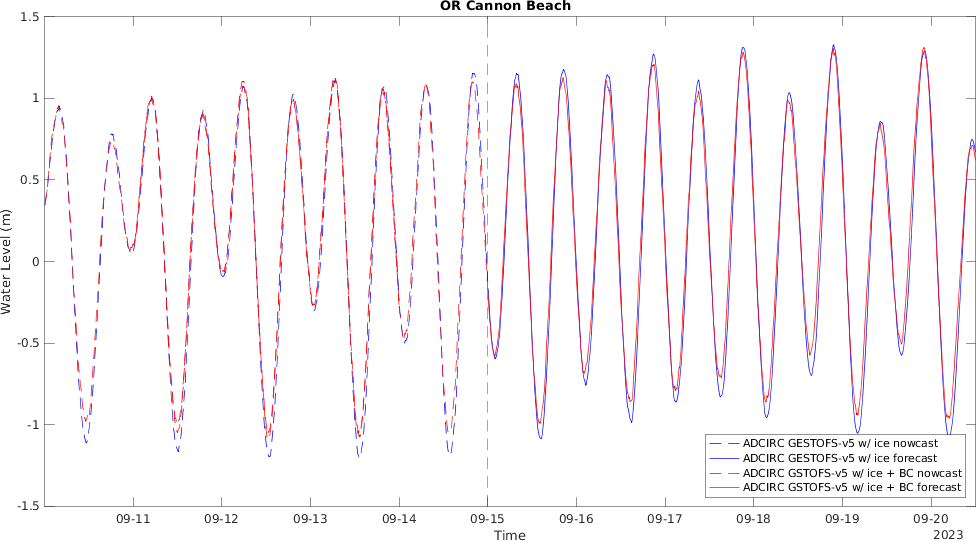 OR Cannon Beach
1.5
1
0.5
0
-0.5
-1
-1.5
Water Level (m)
09-11 09-12 09-13 09-14 09-15 09-16 09-17 09-18 09-19 09-20
Time
2023
ADCIRC GESTOFS-v5 w/ ice nowcast
ADCIRC GESTOFS-v5 w/ ice forecast
ADCIRC GSTOFS-v5 w/ ice + BC nowcast
ADCIRC GSTOFS-v5 w/ ice + BC forecast